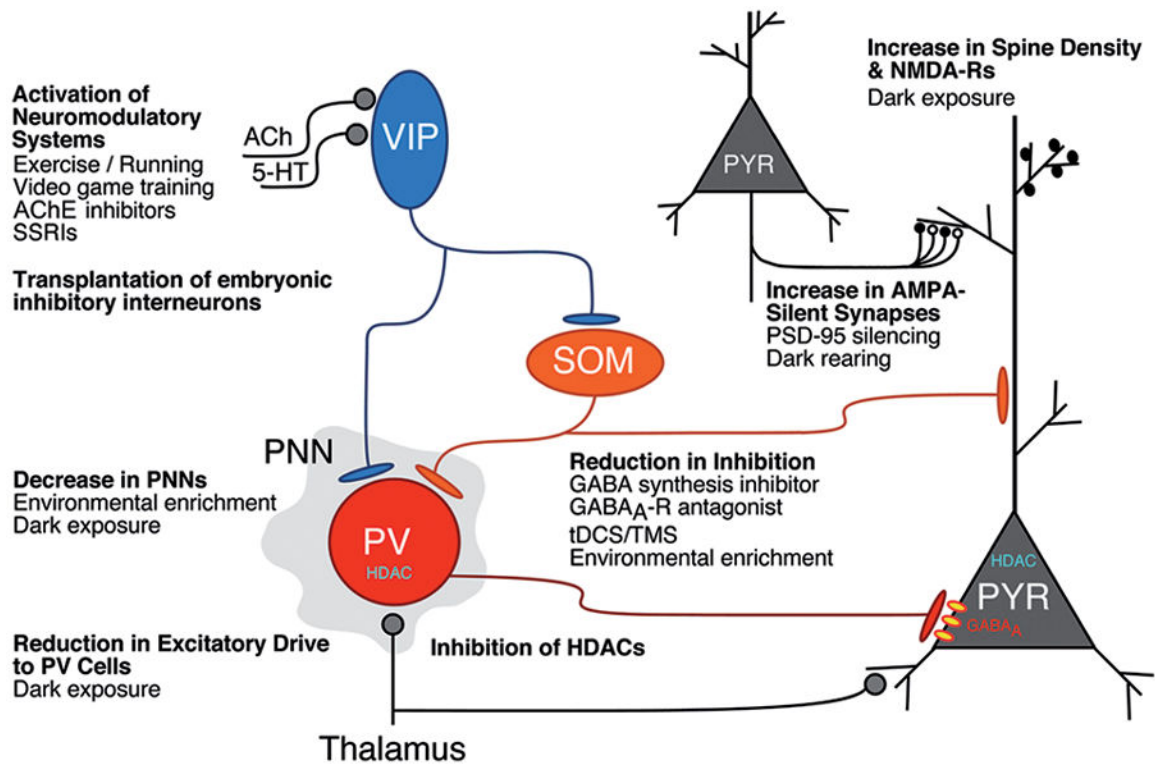 Activation of
Neuromodulatory
Systems
Exercise / Running
Video game training
AChE inhibitors
SSRIs
ACh
5-HT
VIP
PYR
Increase in Spine Density
& NMDA-Rs
Dark exposure
Transplantation of embryonic
inhibitory interneurons
SOM
Increase in AMPA-
Silent Synapses
PSD-95 silencing
Dark rearing
PNN
Decrease in PNNs
Environmental enrichment
Dark exposure
PV
HDAC
Reduction in Inhibition
GABA synthesis inhibitor
GABAA-R antagonist
tDCS/TMS
Environmental enrichment
HDAC
PYR
GABAA
Reduction in Excitatory Drive
to PV Cells
Dark exposure
Inhibition of HDACs
Thalamus